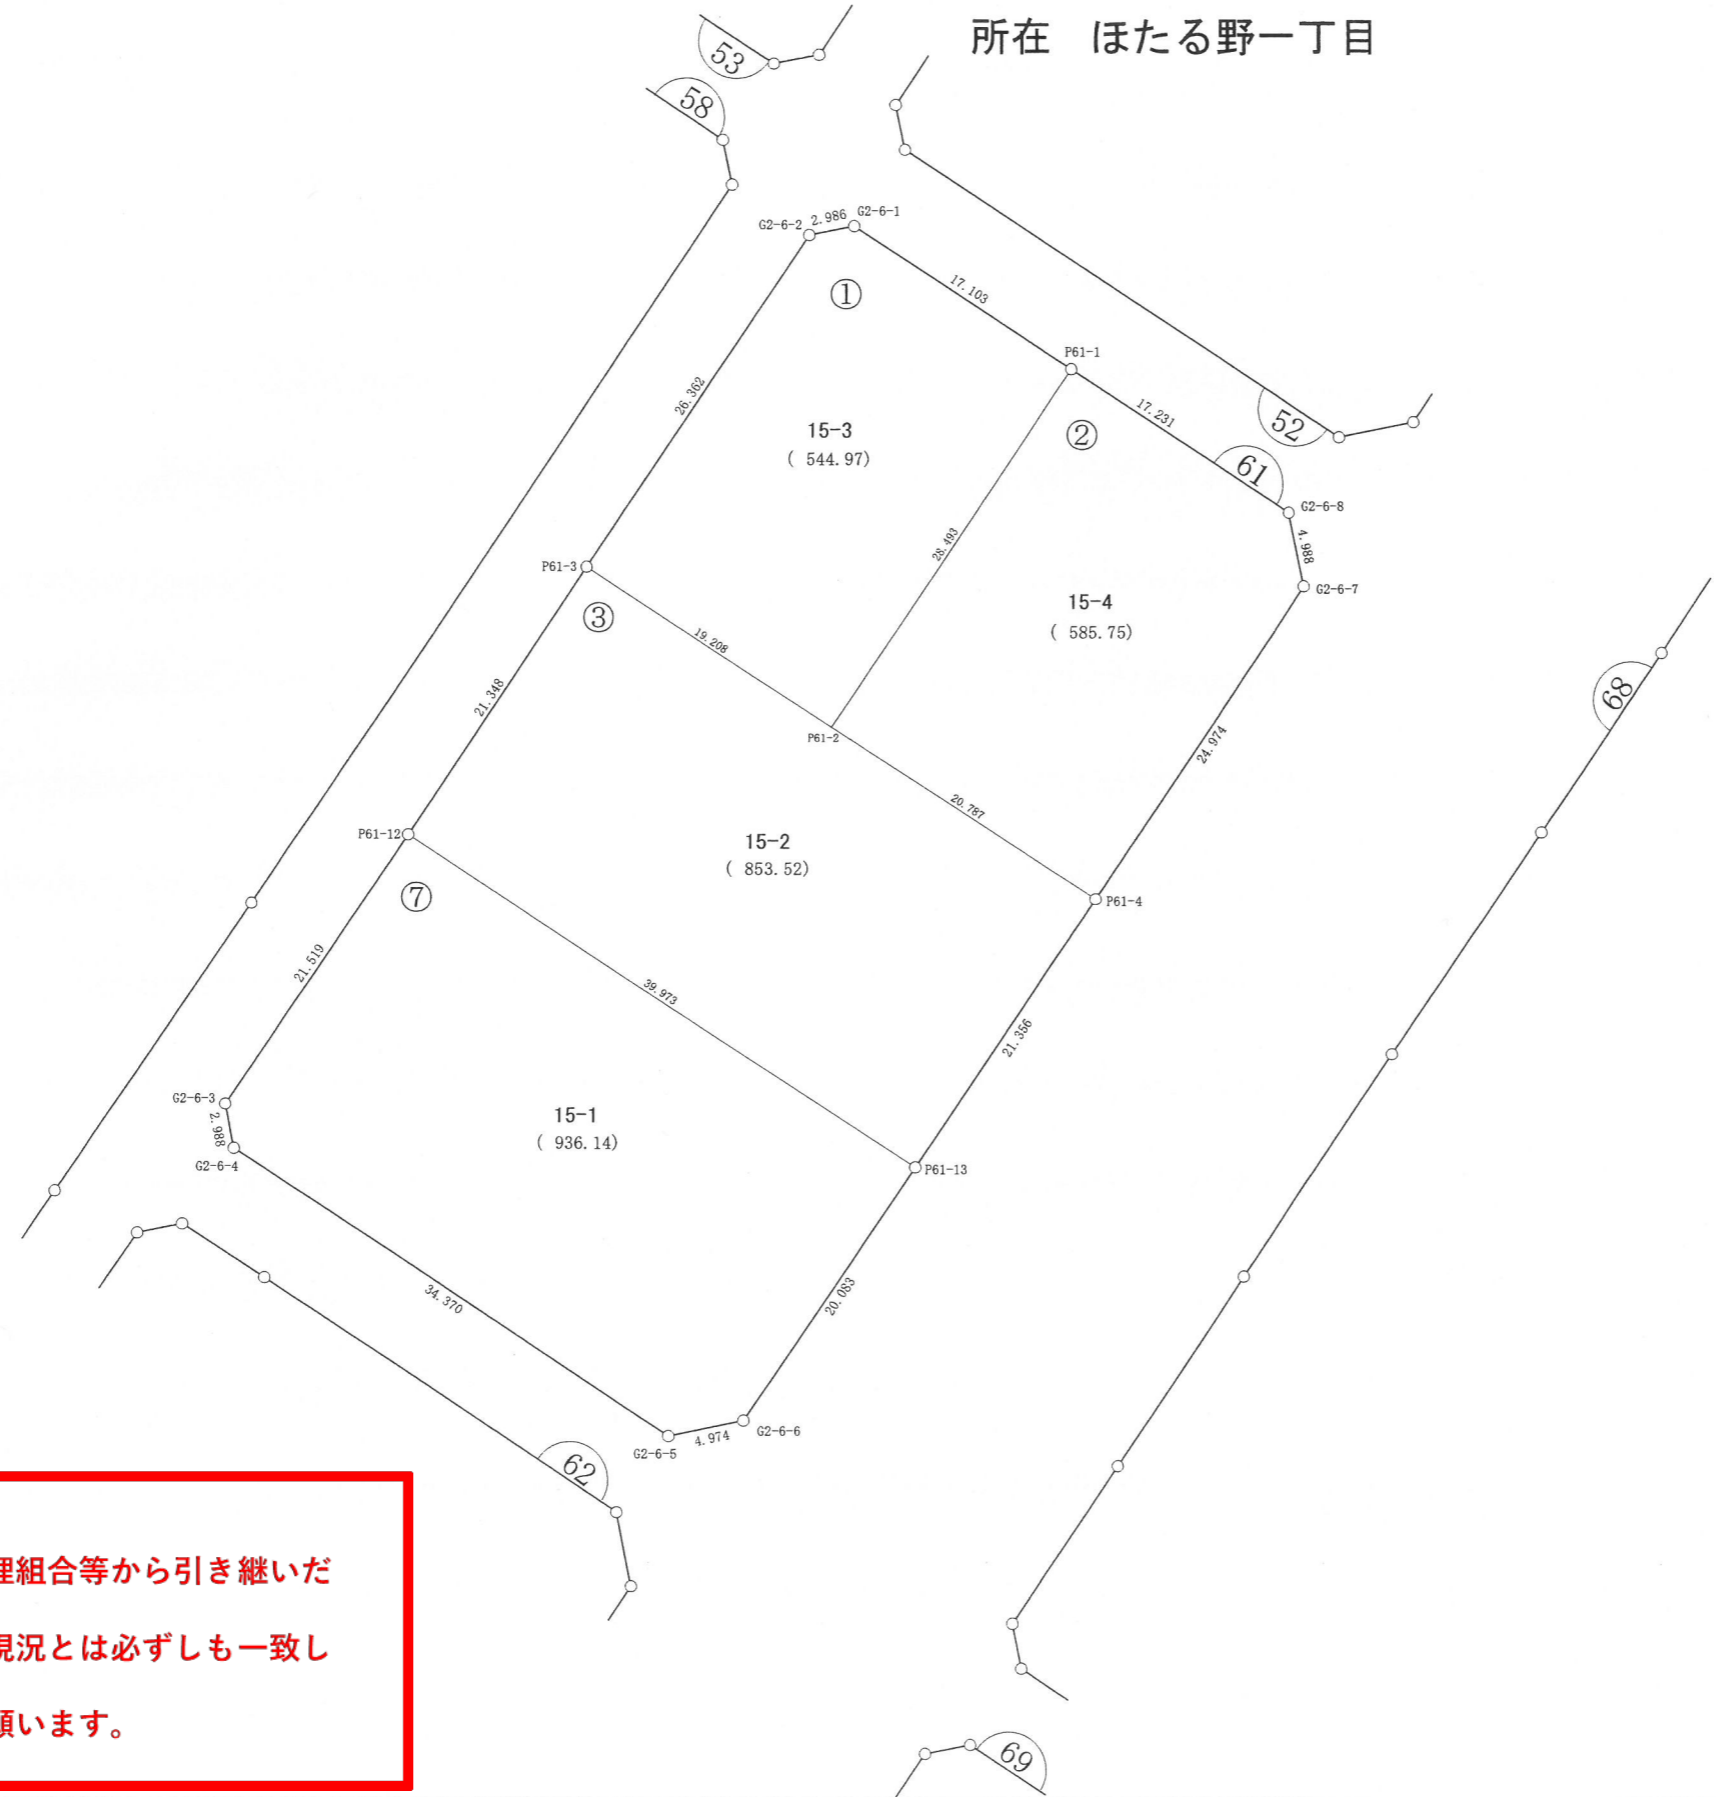 所在 ほたる野一丁目
53
58
G2-6-2
2.986
G2-6-1
17.103
①
P61-1
26.362
17.231
52
15-3
( 544.97)
②
61
G2-6-8
4.988
28.493
P61-3
G2-6-7
③
15-4
( 585.75)
19.208
68
21.348
P61-2
24.974
20.787
P61-12
15-2
( 853.52)
⑦
P61-4
21.519
39.973
21.356
G2-6-3
2.988
15-1
( 936.14)
G2-6-4
P61-13
34.370
20.083
G2-6-6
4.974
G2-6-5
62
理組合等から引き継いだ
現況とは必ずしも一致し
願います。
69